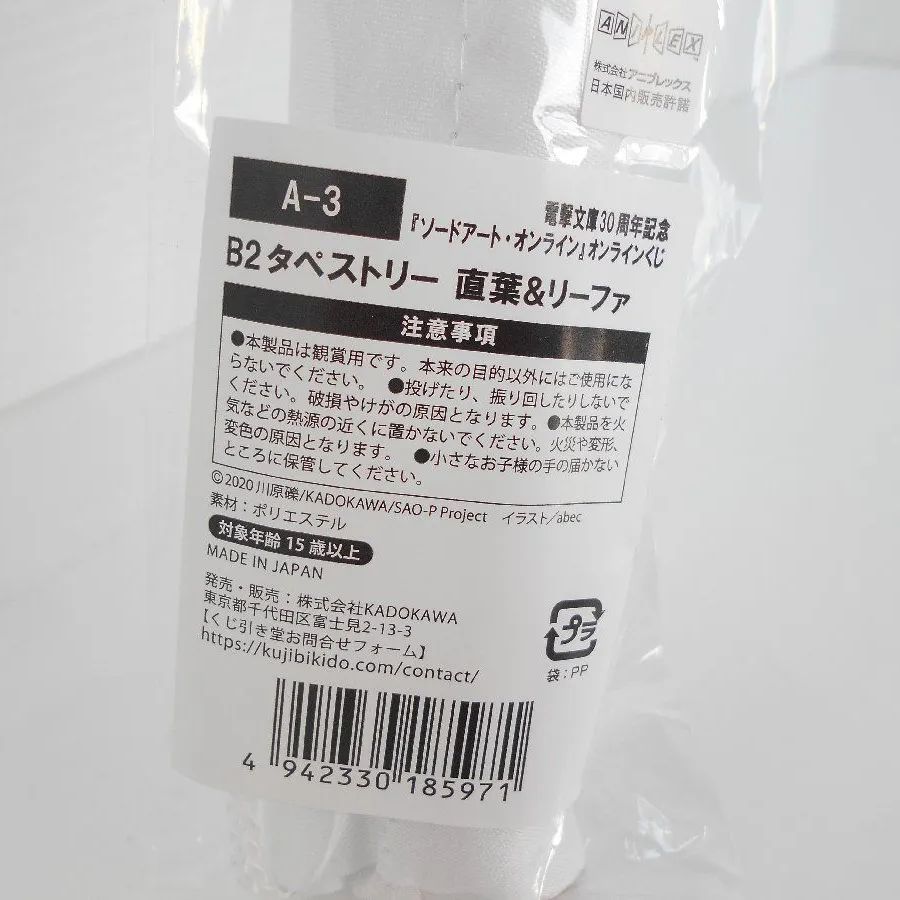 ANIPLEX
株式会社アニプレックス
日本国内販売許諾
A-3
電撃文庫30周年記念
『ソードアート・オンライン』オンラインくじ
B2タペストリー 直葉&リーファ
注意事項
●本製品は観賞用です。本来の目的以外にはご使用にな
らないでください。 ●投げたり、振り回したりしないで
ください。破損やけがの原因となります。●本製品を火
気などの熱源の近くに置かないでください。火災や変形、
変色の原因となります。 ●小さなお子様の手の届かない
ところに保管してください。
©2020 川原礫/KADOKAWA/SAO-P Project イラスト/abec
素材:ポリエステル
対象年齢 15 歳以上
MADE IN JAPAN
発売・販売:株式会社KADOKAWA
東京都千代田区富士見2-13-3
【くじ引き堂お問合せフォーム】
https://kujibikido.com/contact/
プラ
袋:PP
4 942330 185971